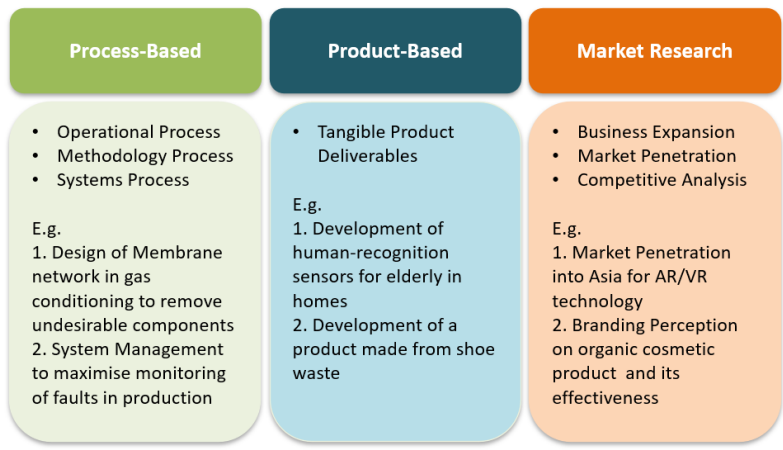 Process-Based
• Operational Process
• Methodology Process
• Systems Process
E.g.
1. Design of Membrane
network in gas
conditioning to remove
undesirable components
2. System Management
to maximise monitoring
of faults in production
Product-Based
• Tangible Product
Deliverables
E.g.
1. Development of
human-recognition
sensors for elderly in
homes
2. Development of a
product made from shoe
waste
Market Research
• Business Expansion
• Market Penetration
• Competitive Analysis
E.g.
1. Market Penetration
into Asia for AR/VR
technology
2. Branding Perception
on organic cosmetic
product  and its
effectiveness